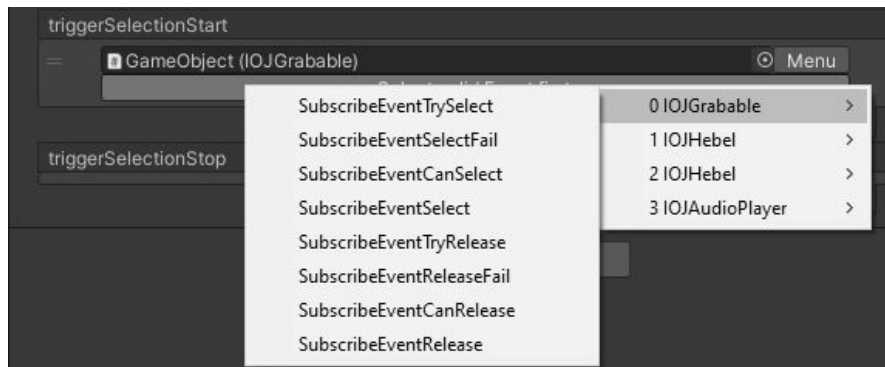 triggerSelectionStart
GameObject (IOJGrabable)
Menu
SubscribeEventTrySelect
SubscribeEventSelectFail
SubscribeEventCanSelect
SubscribeEventSelect
SubscribeEventTryRelease
SubscribeEventReleaseFail
SubscribeEventCanRelease
SubscribeEventRelease
0 IOJGrabable
1 IOJHebel
2 IOJHebel
3 IOJAudioPlayer
triggerSelectionStop